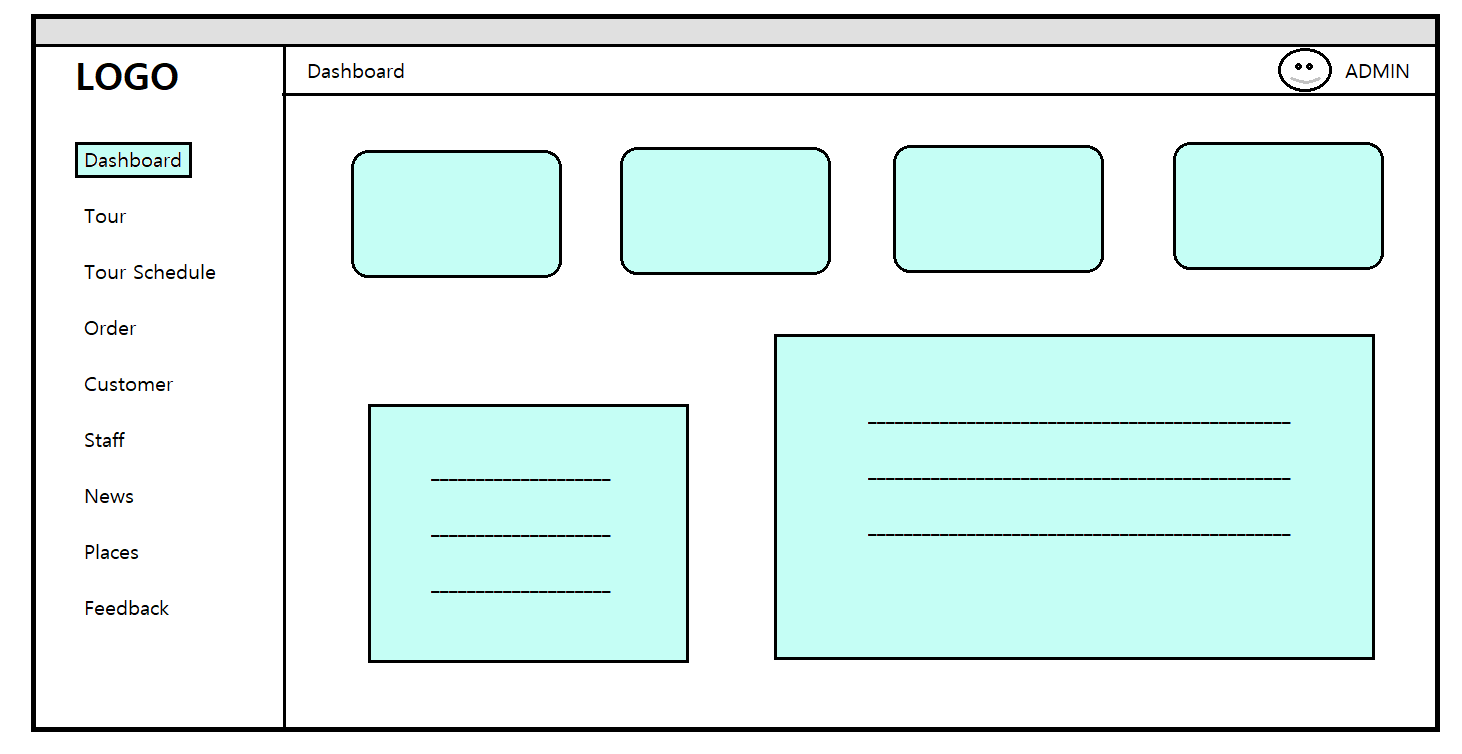 LOGO
Dashboard
ADMIN
Dashboard
Tour
Tour Schedule
Order
Customer
Staff
News
Places
Feedback